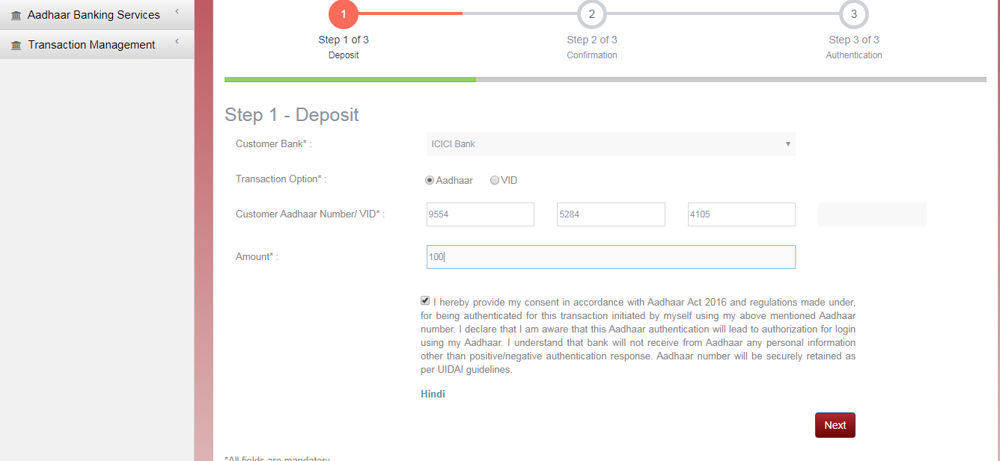 Aadhaar Banking Services
Transaction Management
1
2
3
Step 1 of 3
Step 2 of 3
Step 3 of 3
Deposit
Confirmation
Authentication
Step 1 - Deposit
Customer Bank* :
ICICI Bank
Transaction Option* :
Aadhaar
VID
Customer Aadhaar Number/ VID* :
9554
5284
4105
Amount* :
100
I hereby provide my consent in accordance with Aadhaar Act 2016 and regulations made under,
for being authenticated for this transaction initiated by myself using my above mentioned Aadhaar
number. I declare that I am aware that this Aadhaar authentication will lead to authorization for login
using my Aadhaar. I understand that bank will not receive from Aadhaar any personal information
other than positive/negative authentication response. Aadhaar number will be securely retained as
per UIDAI guidelines.
Hindi
Next
*All fields are mandatory